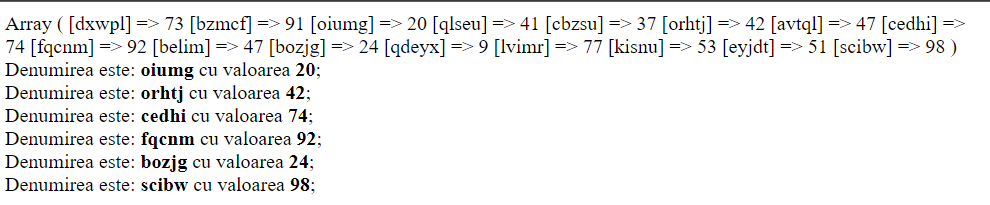 Array ( [dxwpl] => 73 [bzmcf] => 91 [oiumg] => 20 [qlseu] => 41 [cbzsu] => 37 [orhtj] => 42 [avtql] => 47 [cedhi] =>
74 [fqcnm] => 92 [belim] => 47 [bozjg] => 24 [qdeyx] => 9 [lvimr] => 77 [kisnu] => 53 [eyjdt] => 51 [scibw] => 98 )
Denumirea este: oiumg cu valoarea 20;
Denumirea este: orhtj cu valoarea 42;
Denumirea este: cedhi cu valoarea 74;
Denumirea este: fqcnm cu valoarea 92;
Denumirea este: bozjg cu valoarea 24;
Denumirea este: scibw cu valoarea 98;